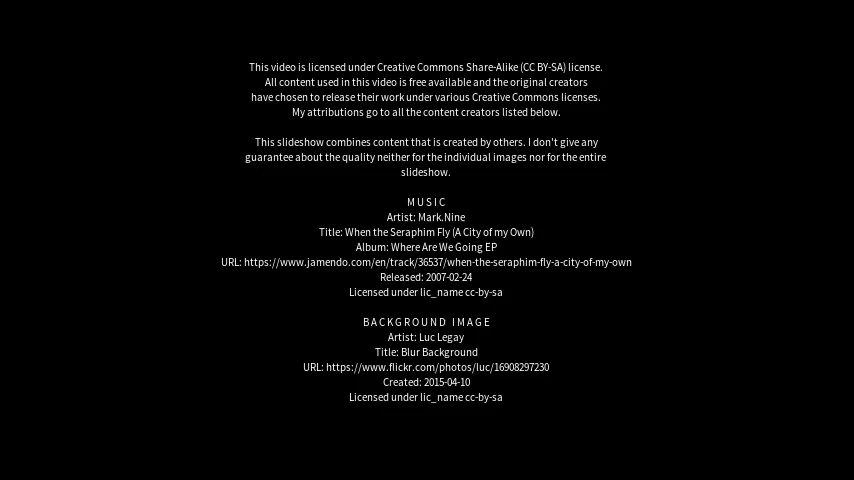 This video is licensed under Creative Commons Share-Alike (CC BY-SA) license.
All content used in this video is free available and the original creators
have chosen to release their work under various Creative Commons licenses.
My attributions go to all the content creators listed below.
This slideshow combines content that is created by others. I don't give any
guarantee about the quality neither for the individual images nor for the entire
slideshow.
M U S I C
Artist: Mark.Nine
Title: When the Seraphim Fly (A City of my Own)
Album: Where Are We Going EP
URL: https://www.jamendo.com/en/track/36537/when-the-seraphim-fly-a-city-of-my-own
Released: 2007-02-24
Licensed under lic_name cc-by-sa
B A C K G R O U N D   I M A G E
Artist: Luc Legay
Title: Blur Background
URL: https://www.flickr.com/photos/luc/16908297230
Created: 2015-04-10
Licensed under lic_name cc-by-sa